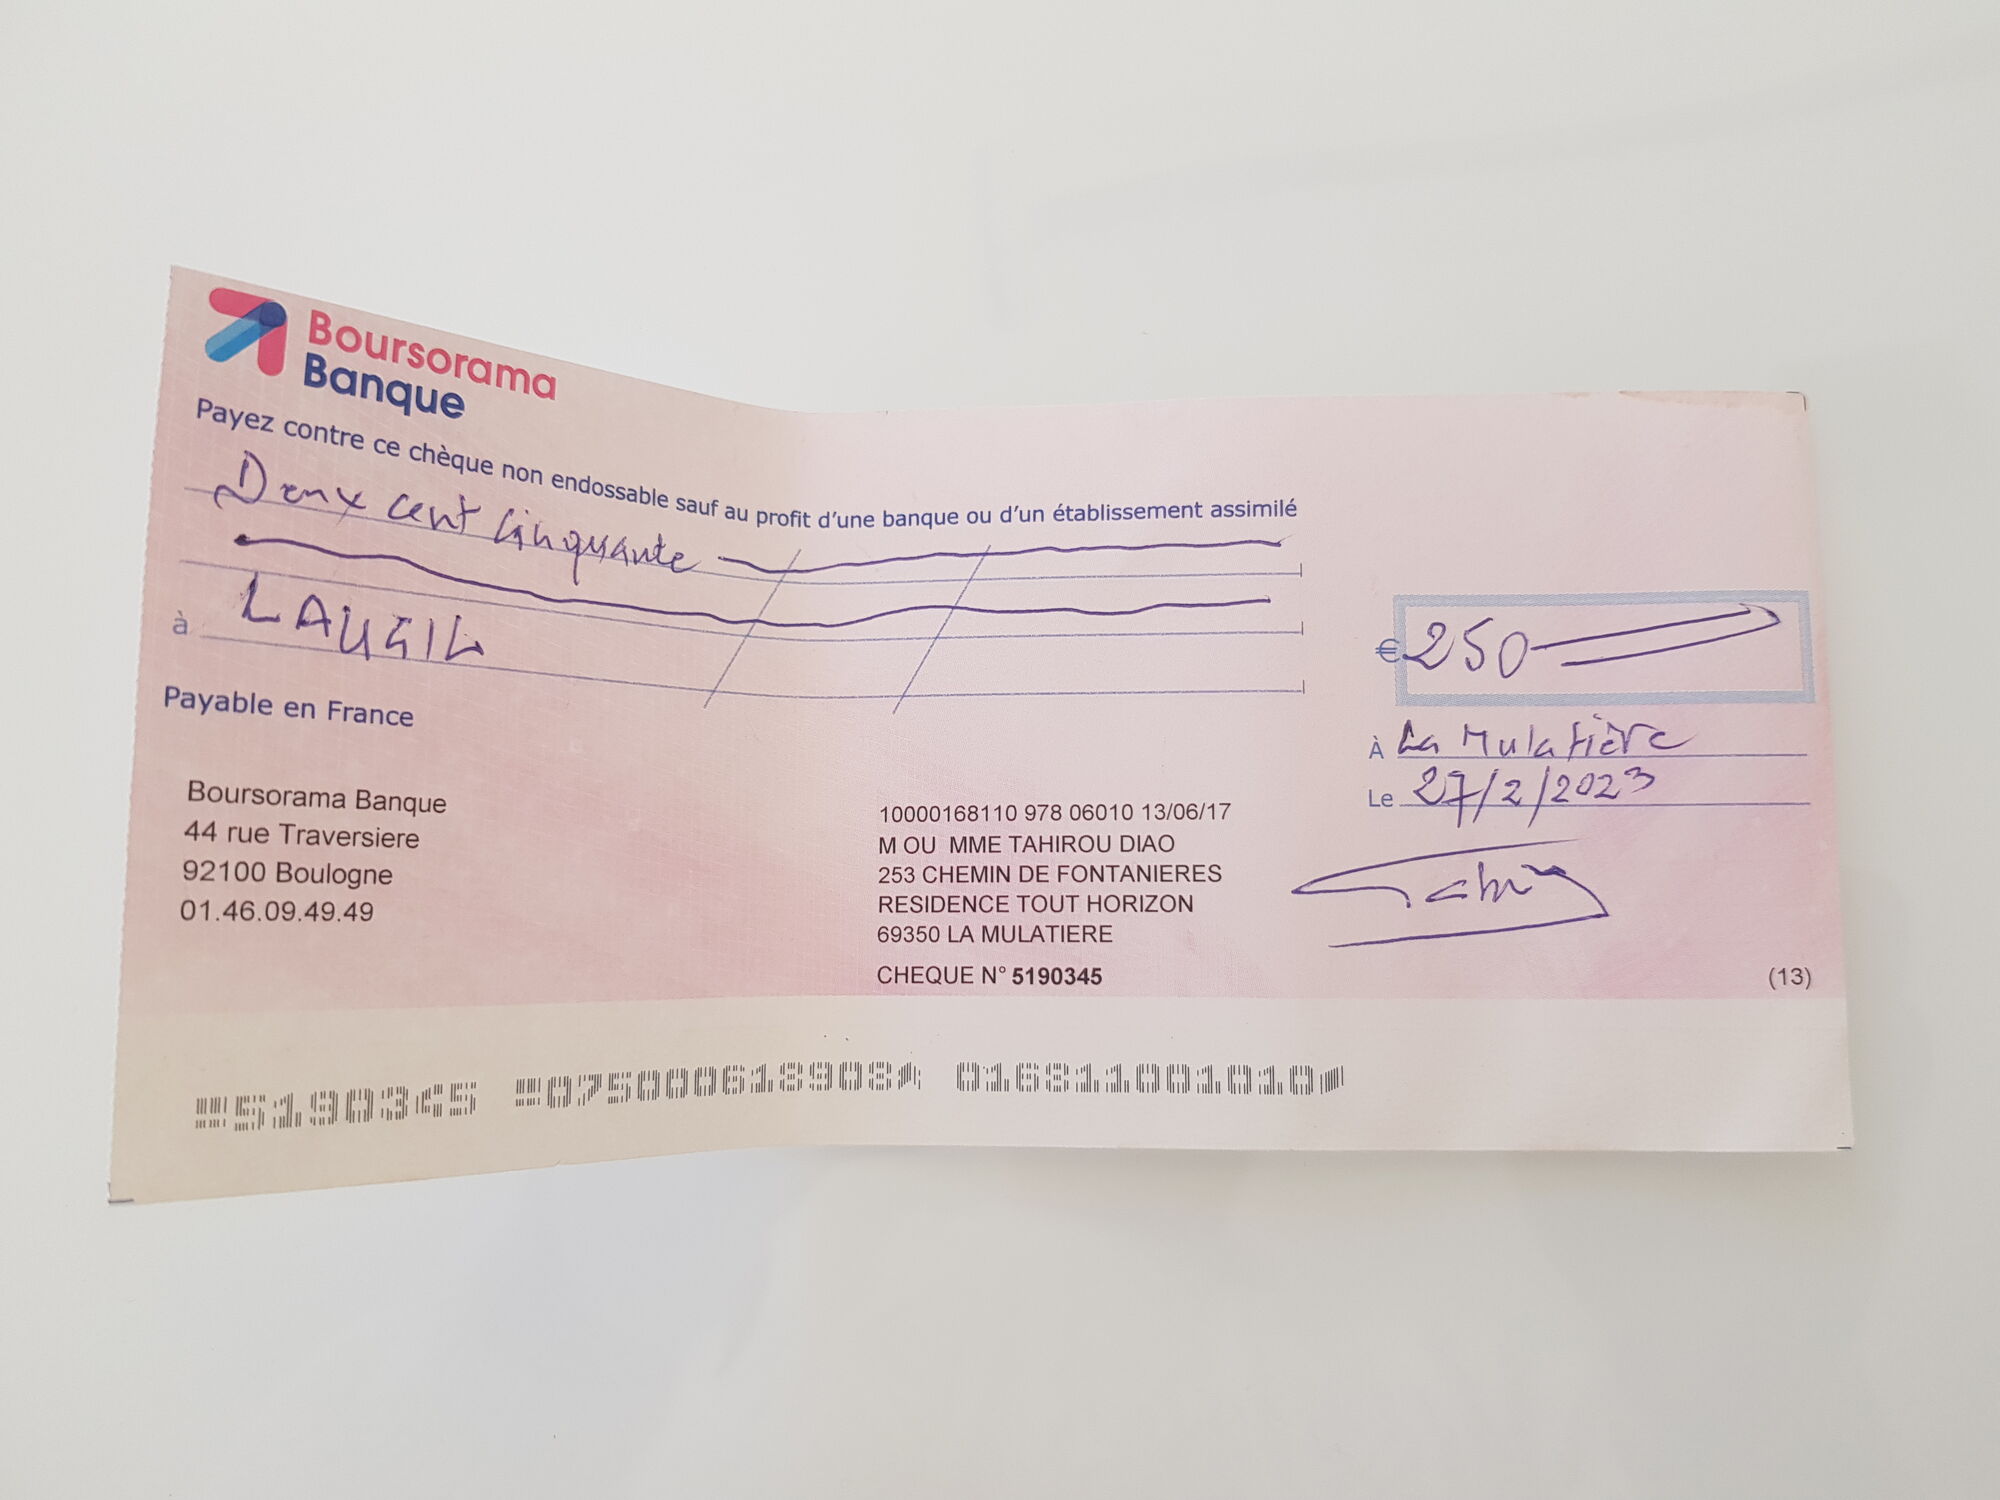 Boursorama
Banque
Payez contre ce chèque non endossable sauf au profit d'une banque ou d'un établissement assimilé
Deux cent cinquante
à
€ 250
Payable en France
À La Mulatière
Le 27/2/2023
Boursorama Banque
44 rue Traversiere
92100 Boulogne
01.46.09.49.49
10000168110 978 06010 13/06/17
M OU MME TAHIROU DIAO
253 CHEMIN DE FONTANIERES
RESIDENCE TOUT HORIZON
69350 LA MULATIERE
CHEQUE N° 5190345
(13)
5190345 075000618908 016811001010